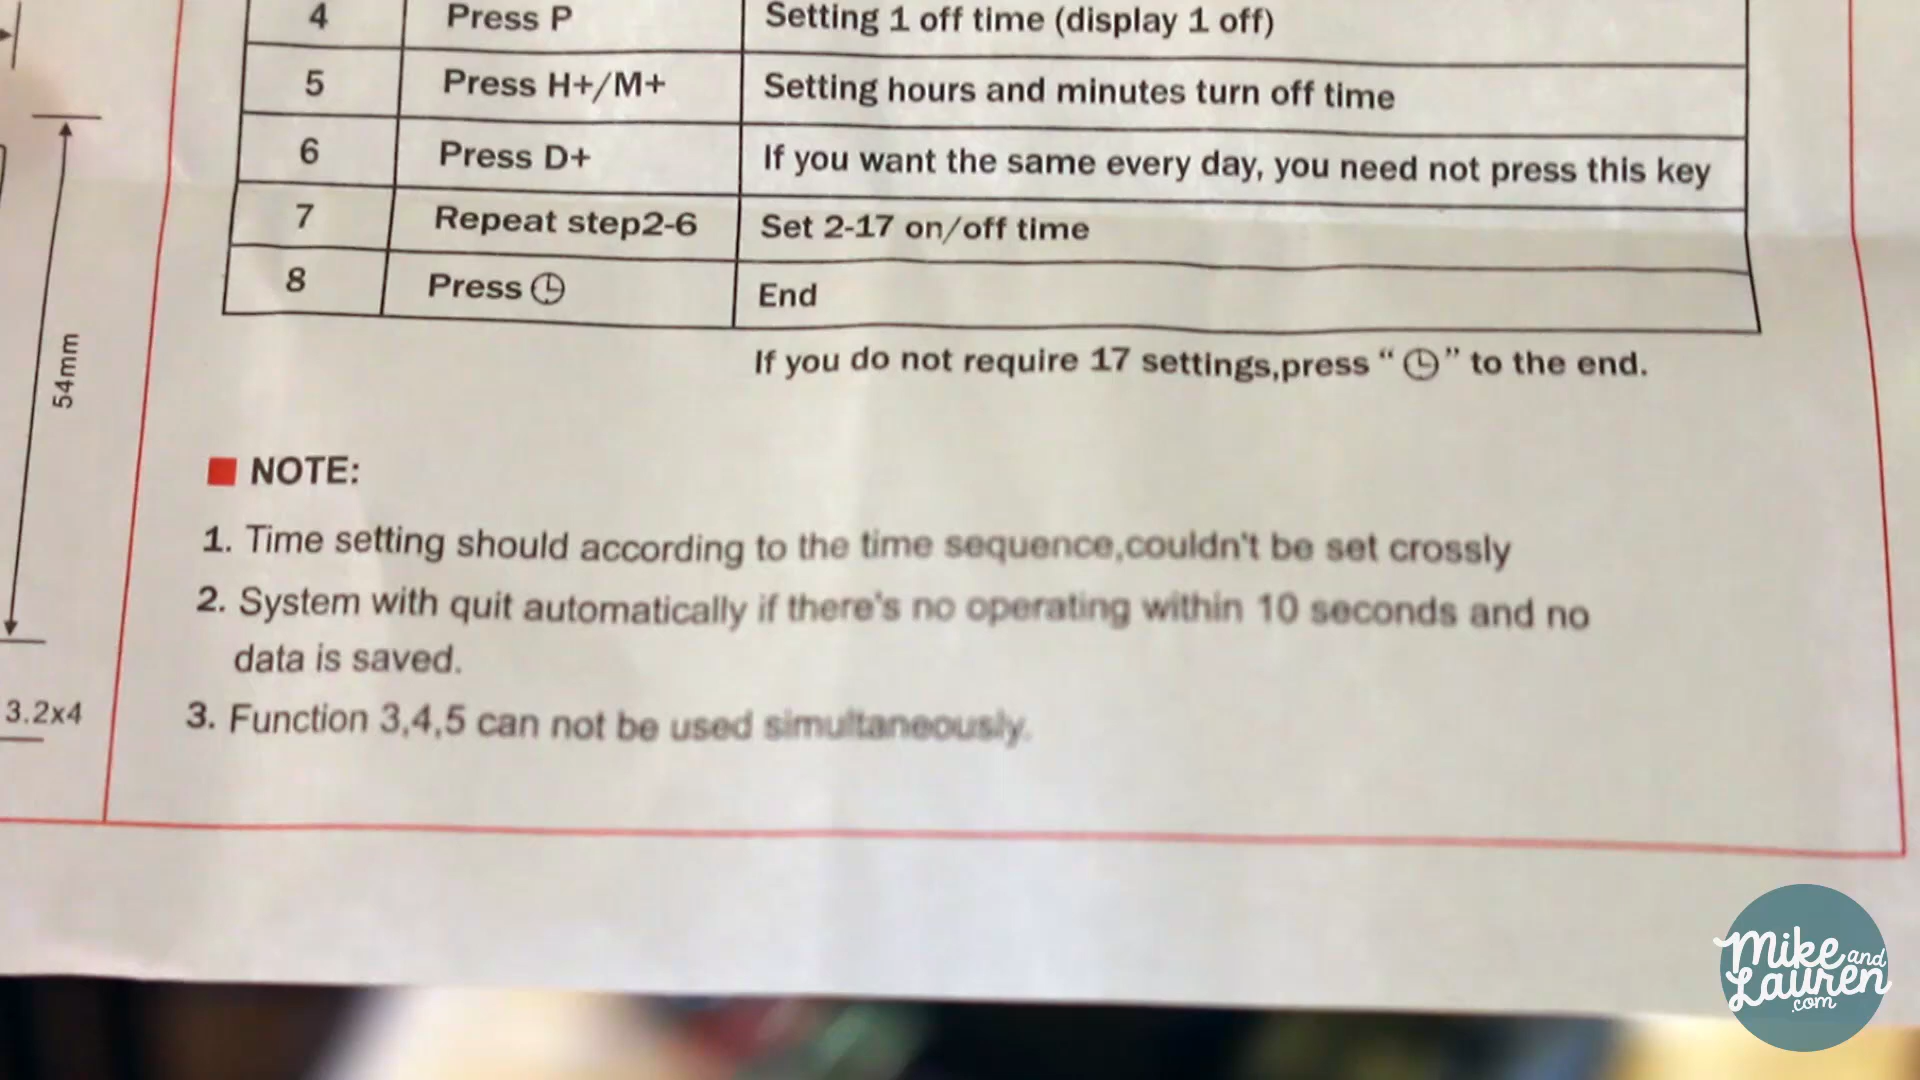 4 Press P Setting 1 off time (display 1 off)
5 Press H+/M+ Setting hours and minutes turn off time
6 Press D+ If you want the same every day, you need not press this key
7 Repeat step2-6 Set 2-17 on/off time
8 Press End
If you do not require 17 settings,press “ ” to the end.
54mm
NOTE:
1. Time setting should according to the time sequence,couldn't be set crossly
2. System with quit automatically if there's no operating within 10 seconds and no
data is saved.
3.2x4
3. Function 3,4,5 can not be used simultaneously.
Mike and
Lauren
.com